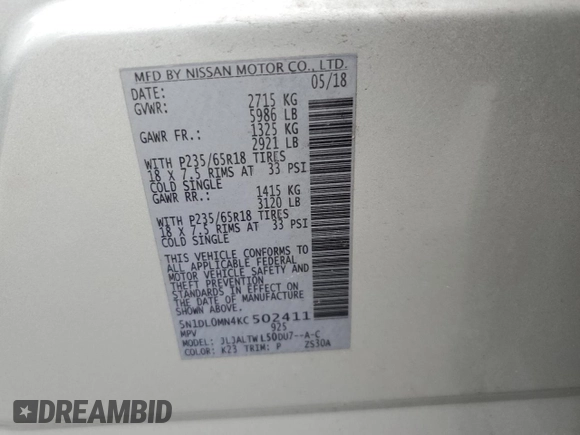 MFD BY NISSAN MOTOR CO., LTD.
DATE: 05/18
GVWR: 2715 KG
5986 LB
GAWR FR.: 1325 KG
2921 LB
WITH P235/65R18 TIRES
18 X 7.5 RIMS AT 33 PSI
COLD SINGLE
GAWR RR.: 1415 KG
3120 LB
WITH P235/65R18 TIRES
18 X 7.5 RIMS AT 33 PSI
COLD SINGLE
THIS VEHICLE CONFORMS TO
ALL APPLICABLE FEDERAL
MOTOR VEHICLE SAFETY AND
THEFT PREVENTION
STANDARDS IN EFFECT ON
THE DATE OF MANUFACTURE
SHOWN ABOVE.
5N1DL0MN4KC502411
MPV 925
MODEL: JLJALTWL50DU7--A-C
COLOR: K23 TRIM: P ZS30A
DREAMBID